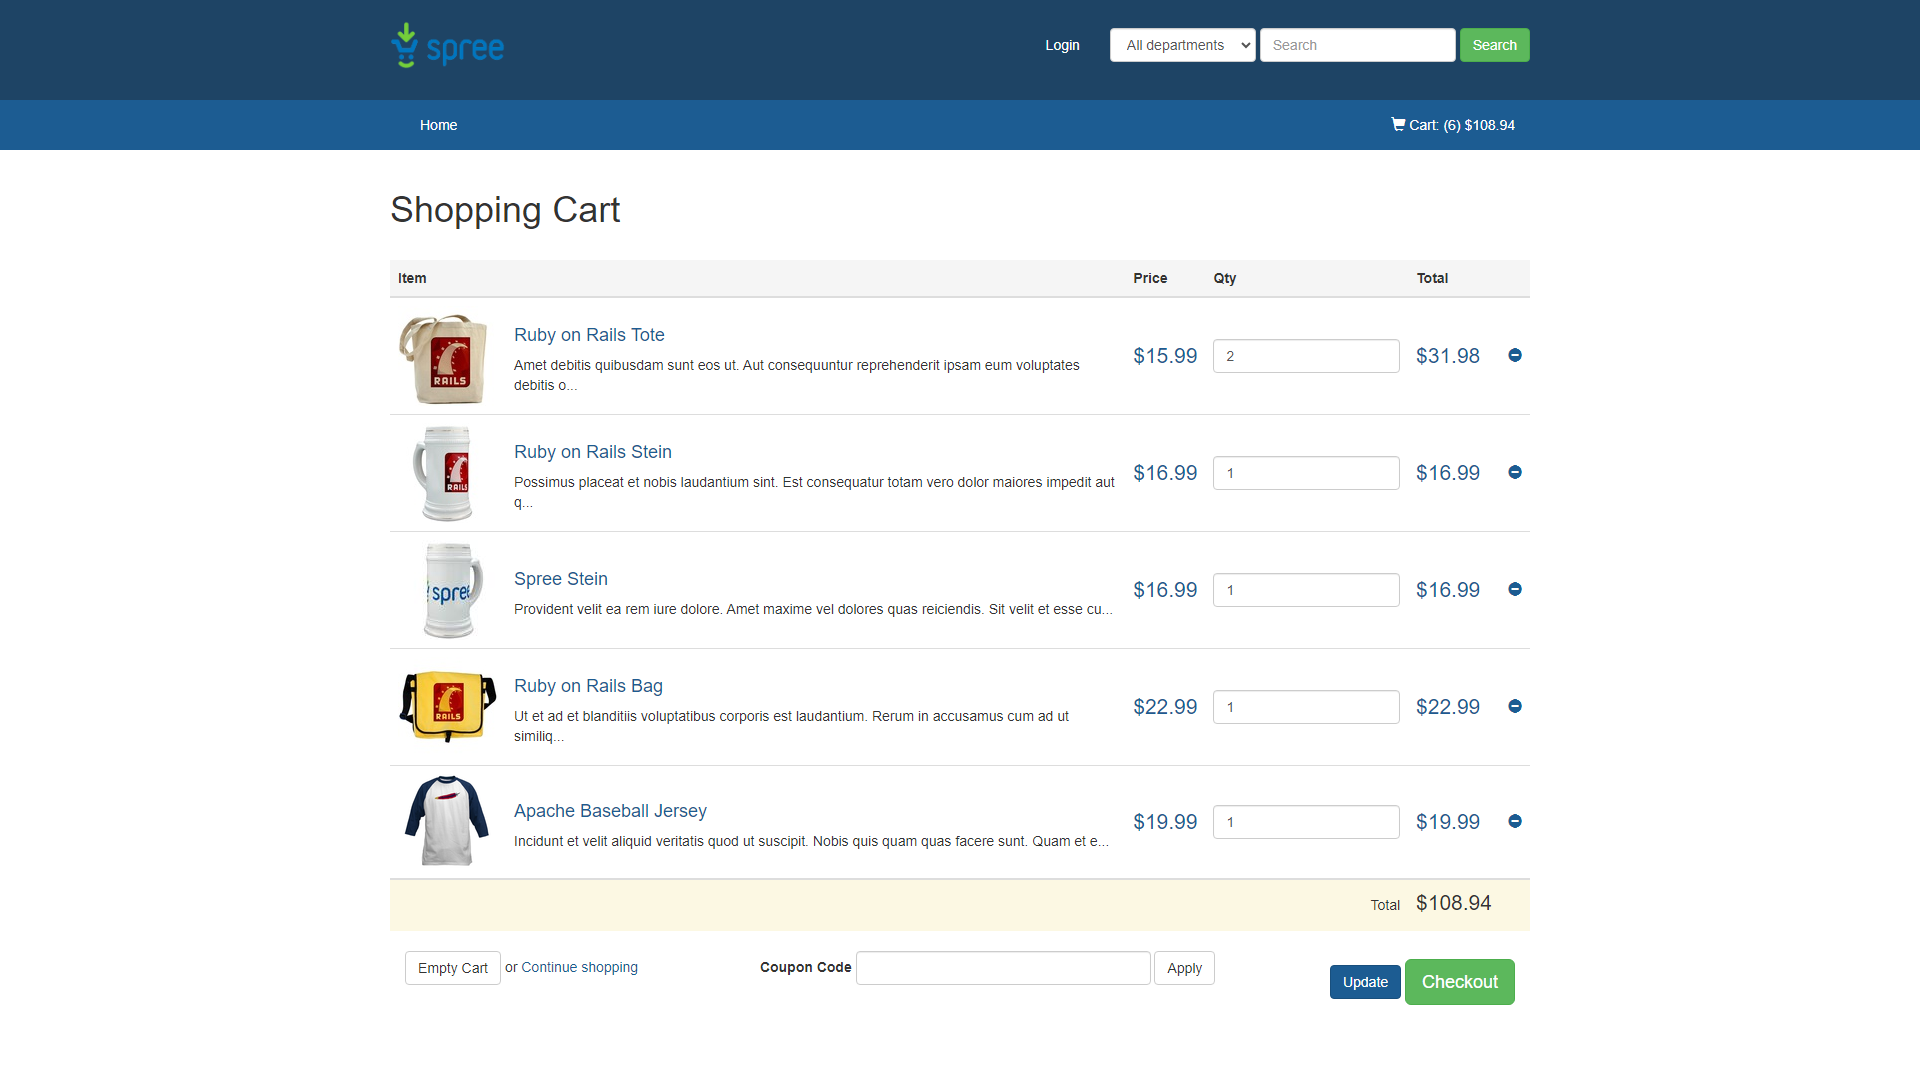 spree
Login
All departments
Search
Search
Home
Cart: (6) $108.94
Shopping Cart
Item Price Qty Total
RAILS
Ruby on Rails Tote
Amet debitis quibusdam sunt eos ut. Aut consequuntur reprehenderit ipsam eum voluptates
debitis o...
$15.99 2 $31.98
RAILS
Ruby on Rails Stein
Possimus placeat et nobis laudantium sint. Est consequatur totam vero dolor maiores impedit aut
q...
$16.99 1 $16.99
spree
Spree Stein
Provident velit ea rem iure dolore. Amet maxime vel dolores quas reiciendis. Sit velit et esse cu...
$16.99 1 $16.99
RAILS
Ruby on Rails Bag
Ut et ad et blanditiis voluptatibus corporis est laudantium. Rerum in accusamus cum ad ut
similiq...
$22.99 1 $22.99
Apache Baseball Jersey
Incidunt et velit aliquid veritatis quod ut suscipit. Nobis quis quam quas facere sunt. Quam et e...
$19.99 1 $19.99
Total $108.94
Empty Cart or Continue shopping
Coupon Code
Apply
Update
Checkout